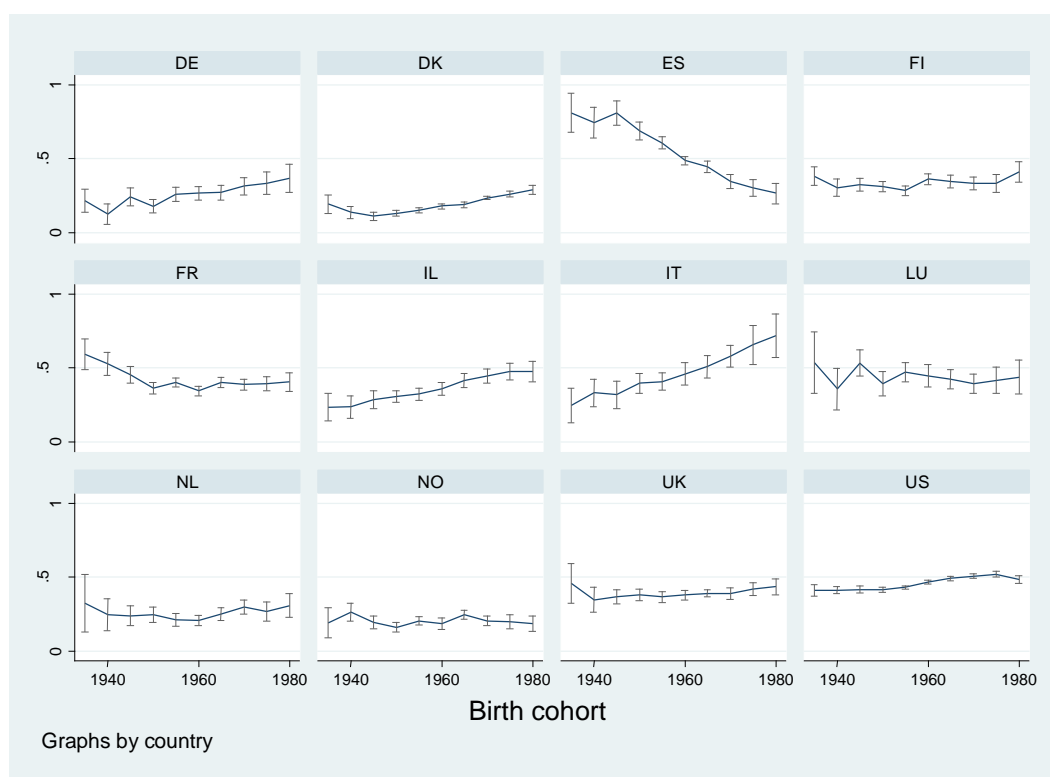 DE DK ES FI
1
.5
0
FR IL IT LU
1
.5
0
NL NO UK US
1
.5
0
1940 1960 1980 1940 1960 1980 1940 1960 1980 1940 1960 1980
Birth cohort
Graphs by country